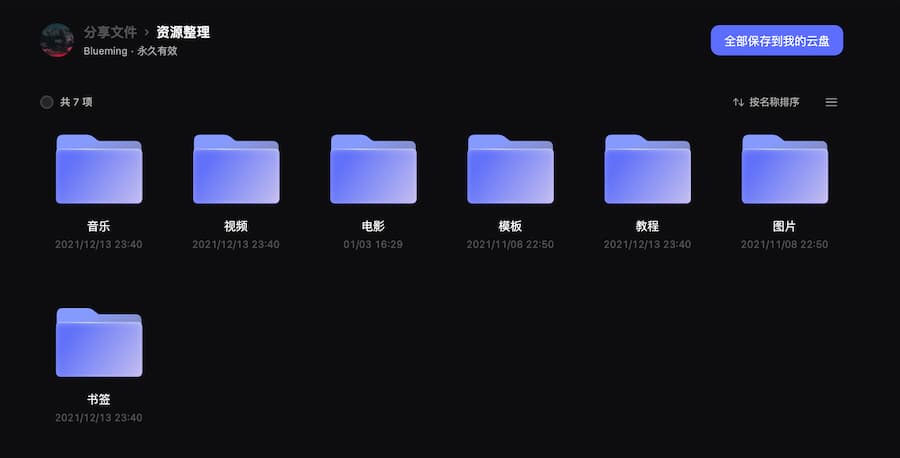 分享文件 › 资源整理
Blueming · 永久有效
全部保存到我的云盘
共 7 项
按名称排序
音乐 视频 电影 模板 教程 图片
2021/12/13 23:40 2021/12/13 23:40 01/03 16:29 2021/11/08 22:50 2021/12/13 23:40 2021/11/08 22:50
书签
2021/12/13 23:40